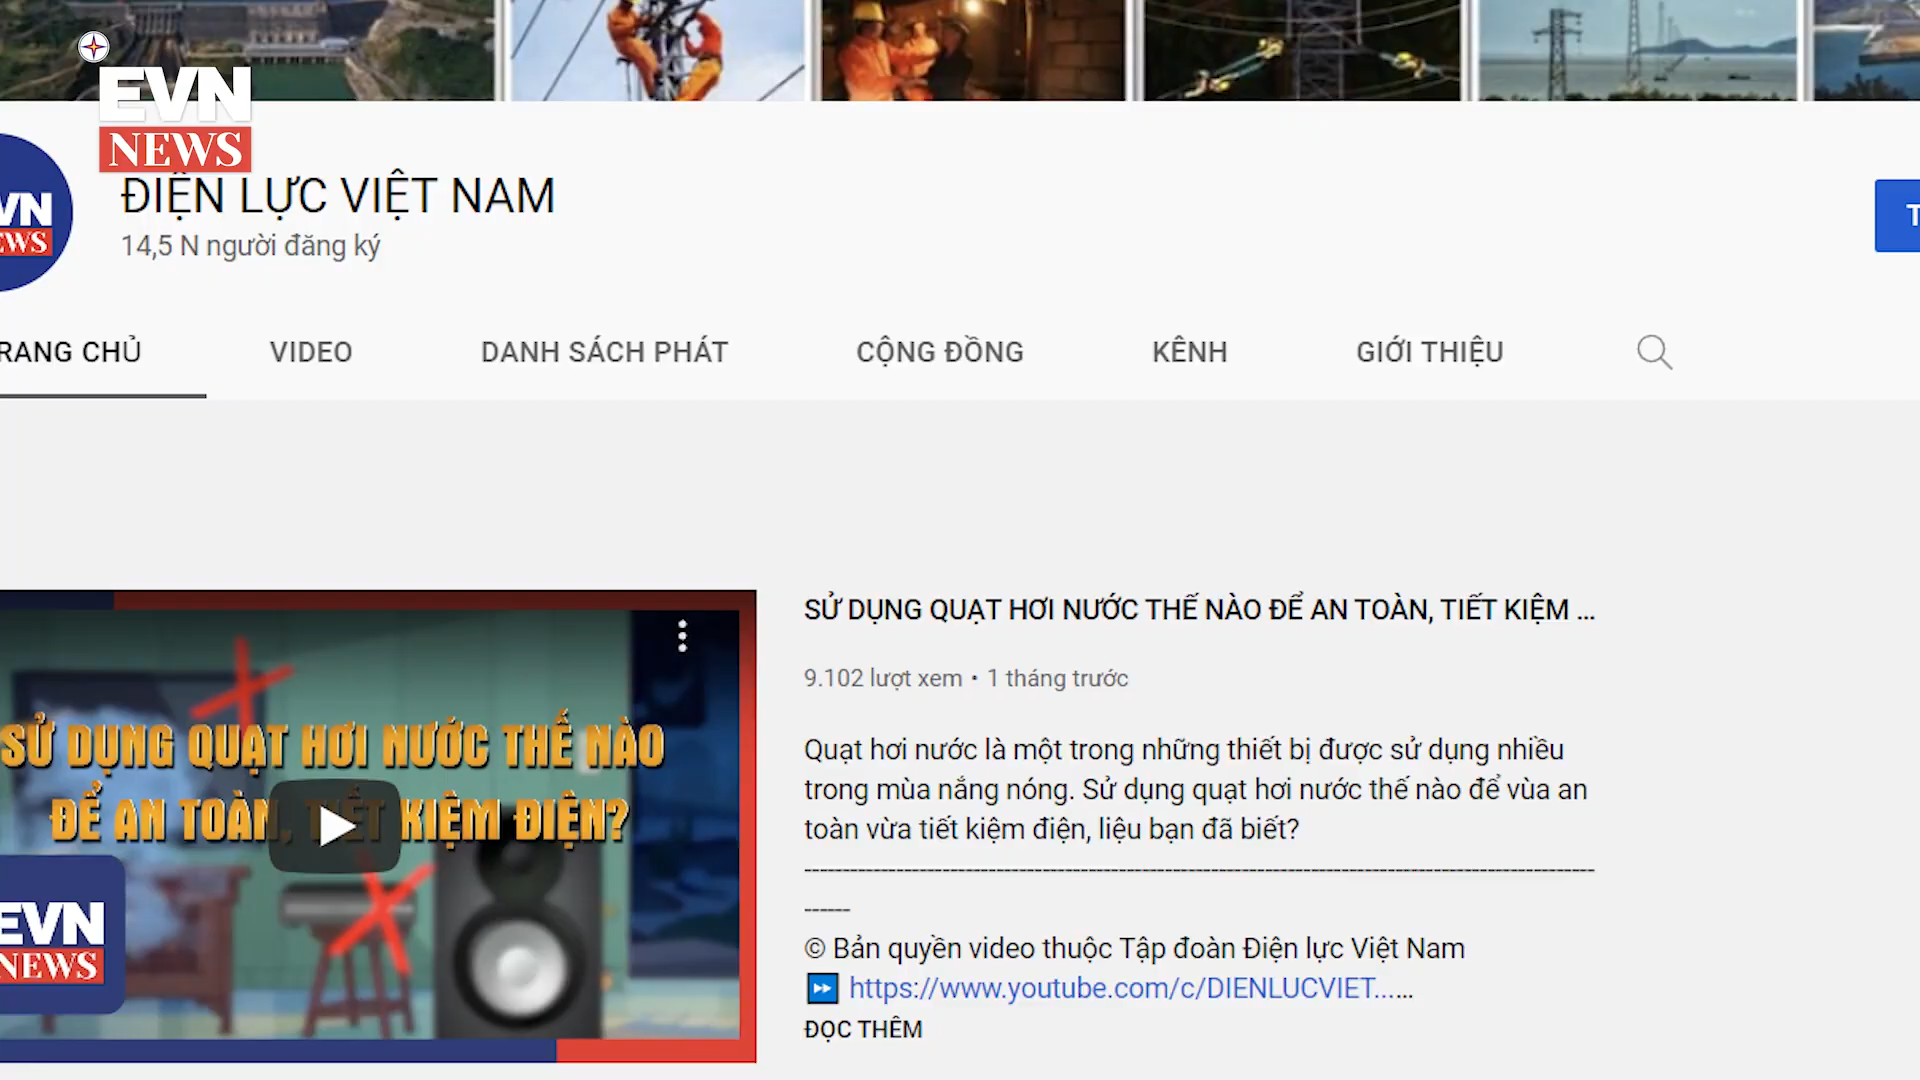 EVN
NEWS
ĐIỆN LỰC VIỆT NAM
14,5 N người đăng ký
VN
EWS
T
RANG CHỦ VIDEO DANH SÁCH PHÁT CỘNG ĐỒNG KÊNH GIỚI THIỆU
SỬ DỤNG QUẠT HƠI NƯỚC THẾ NÀO
ĐỂ AN TOÀN, TIẾT KIỆM ĐIỆN?
EVN
NEWS
SỬ DỤNG QUẠT HƠI NƯỚC THẾ NÀO ĐỂ AN TOÀN, TIẾT KIỆM ...
9.102 lượt xem • 1 tháng trước
Quạt hơi nước là một trong những thiết bị được sử dụng nhiều
trong mùa nắng nóng. Sử dụng quạt hơi nước thế nào để vùa an
toàn vừa tiết kiệm điện, liệu bạn đã biết?
-------------------------------------------------------------------------------------------------------
------
© Bản quyền video thuộc Tập đoàn Điện lực Việt Nam
https://www.youtube.com/c/DIENLUCVIET......
ĐỌC THÊM